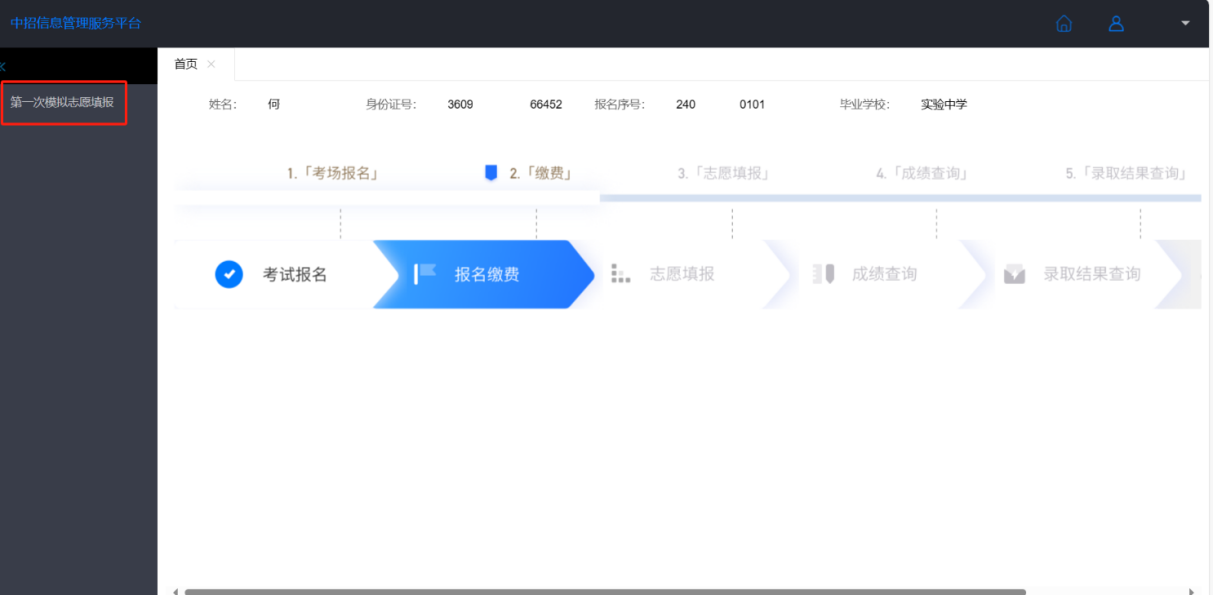 中招信息管理服务平台
首页
第一次模拟志愿填报
姓名： 何 身份证号： 3609 66452 报名序号： 240 0101 毕业学校： 实验中学
1.「考场报名」 2.「缴费」 3.「志愿填报」 4.「成绩查询」 5.「录取结果查询」
考试报名 报名缴费 志愿填报 成绩查询 录取结果查询